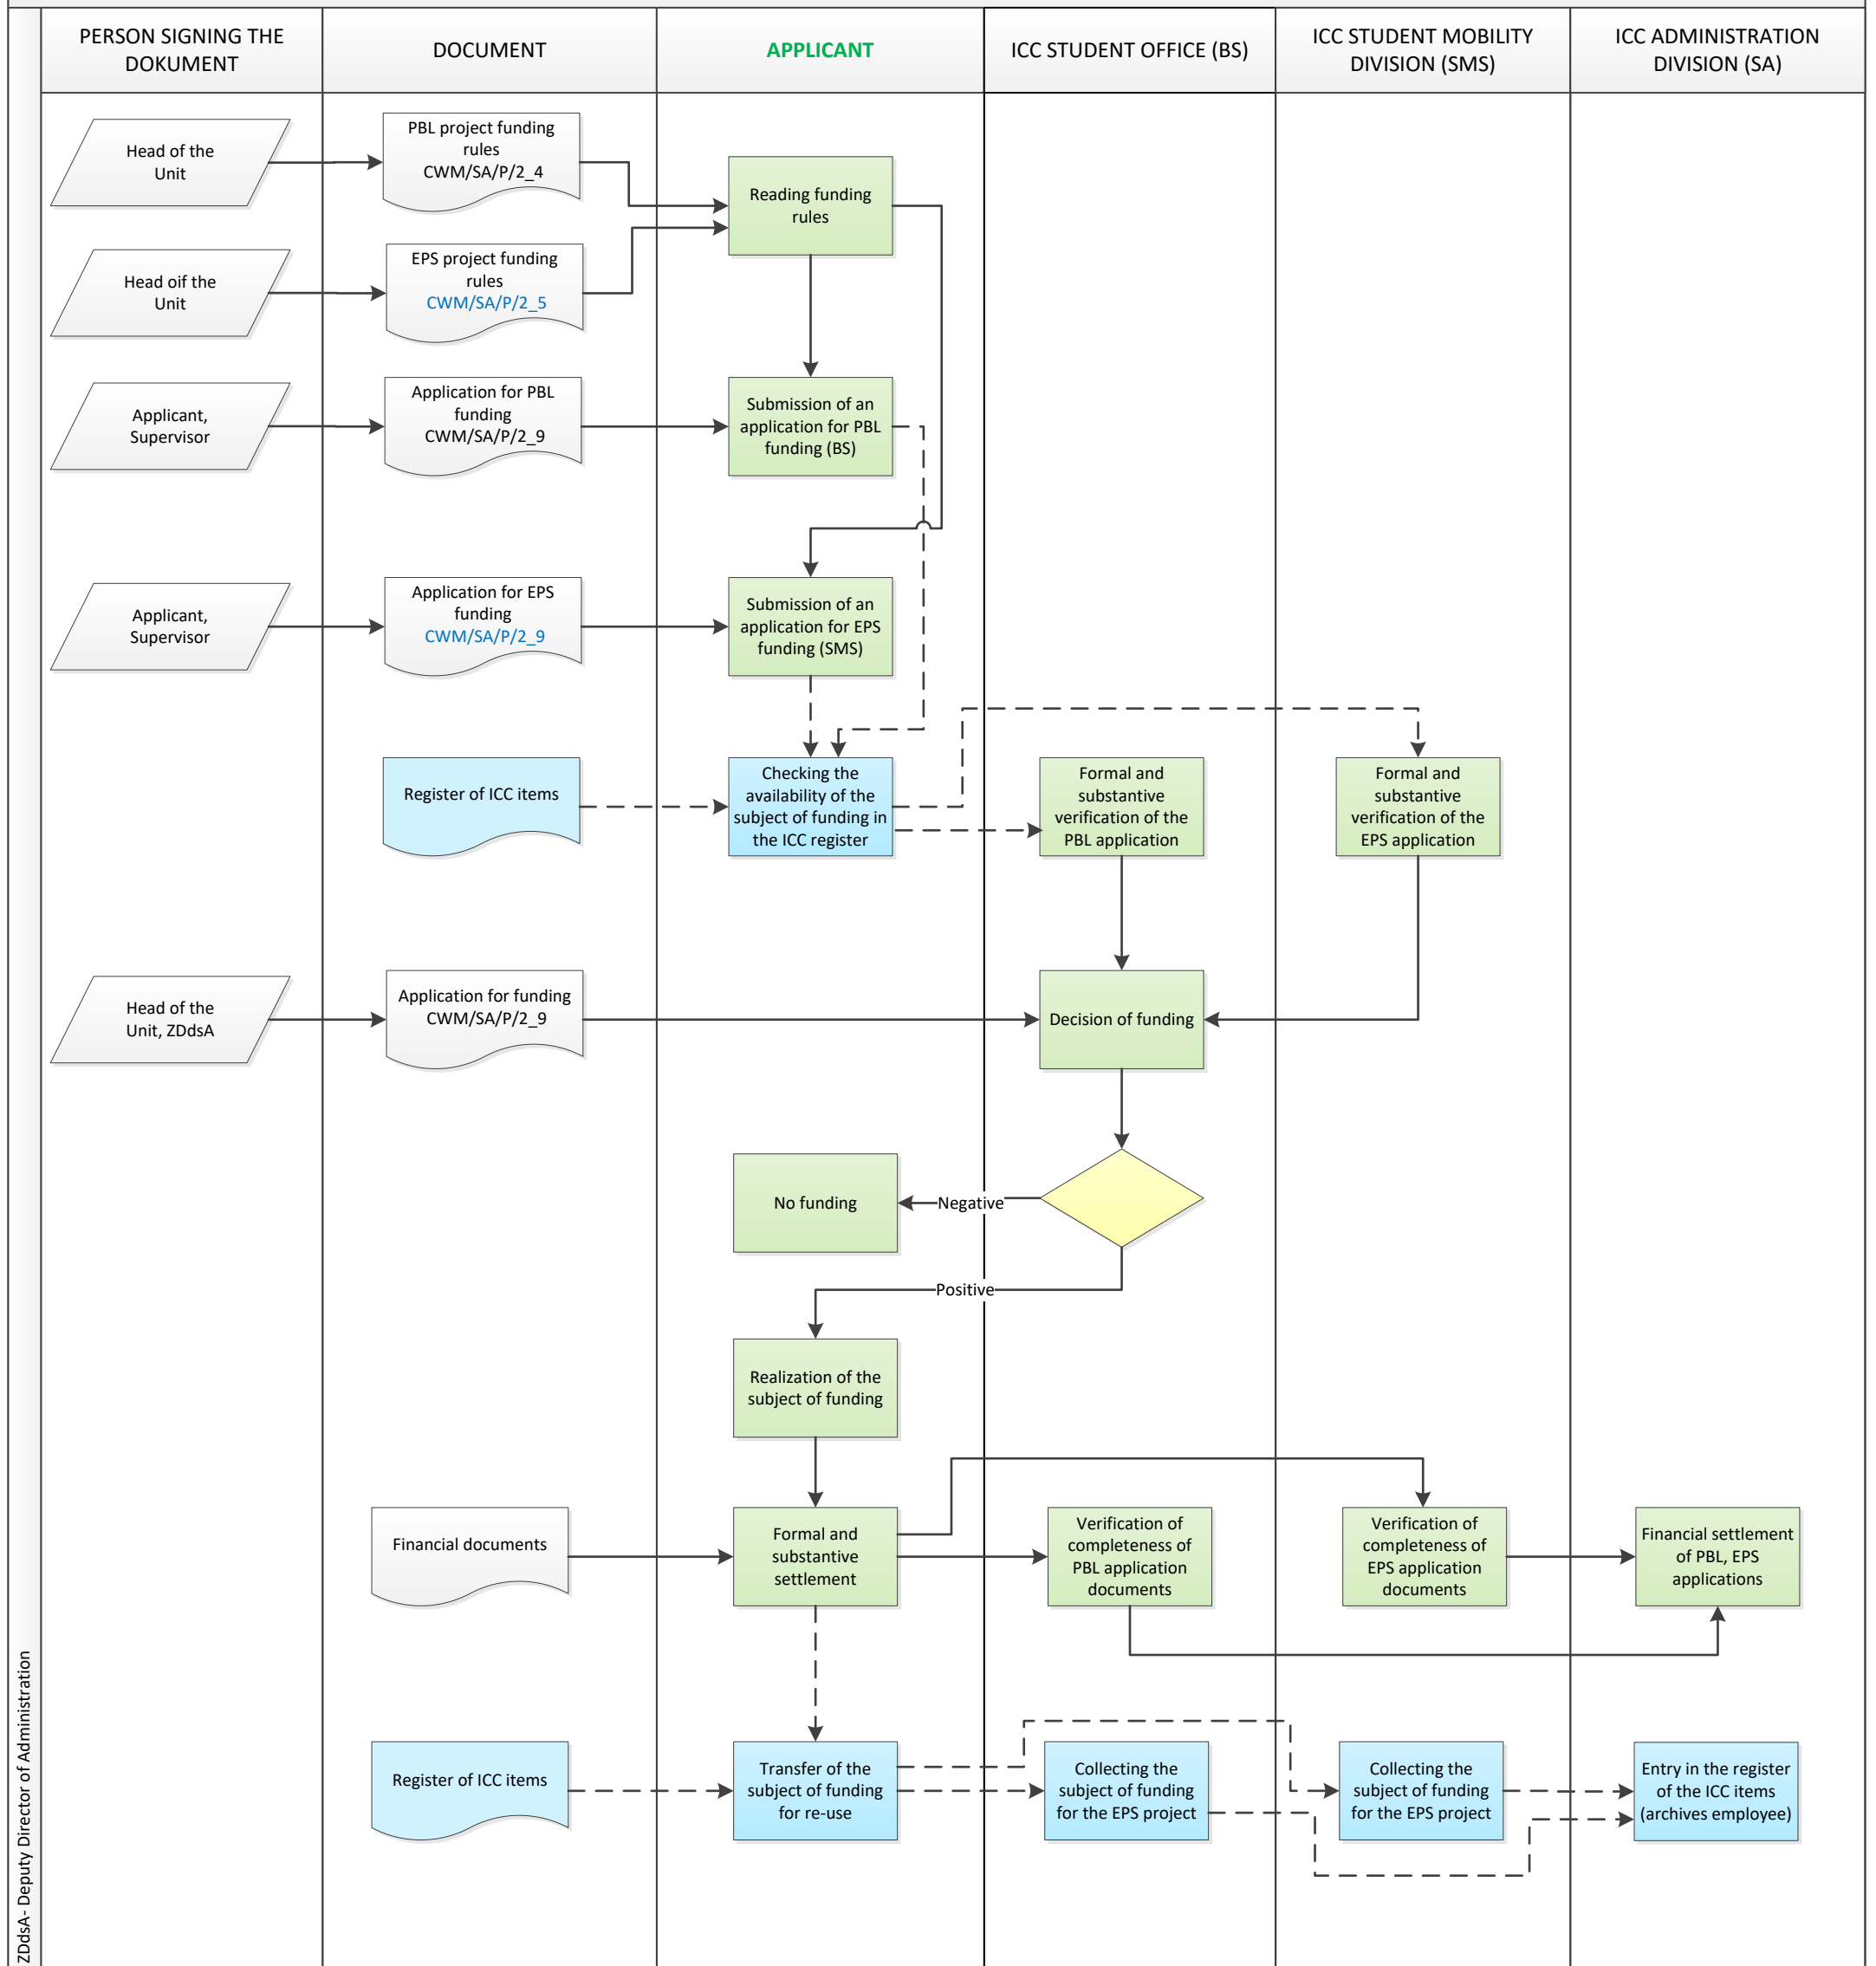 PERSON SIGNING THE
DOKUMENT
DOCUMENT
APPLICANT
ICC STUDENT OFFICE (BS)
ICC STUDENT MOBILITY
DIVISION (SMS)
ICC ADMINISTRATION
DIVISION (SA)
Head of the
Unit
PBL project funding
rules
CWM/SA/P/2_4
Reading funding
rules
Head oif the
Unit
EPS project funding
rules
CWM/SA/P/2_5
Applicant,
Supervisor
Application for PBL
funding
CWM/SA/P/2_9
Submission of an
application for PBL
funding (BS)
Applicant,
Supervisor
Application for EPS
funding
CWM/SA/P/2_9
Submission of an
application for EPS
funding (SMS)
Register of ICC items
Checking the
availability of the
subject of funding in
the ICC register
Formal and
substantive
verification of the
PBL application
Formal and
substantive
verification of the
EPS application
Head of the
Unit, ZDdsA
Application for funding
CWM/SA/P/2_9
Decision of funding
No funding
Negative
Positive
Realization of the
subject of funding
Financial documents
Formal and
substantive
settlement
Verification of
completeness of
PBL application
documents
Verification of
completeness of
EPS application
documents
Financial settlement
of PBL, EPS
applications
Register of ICC items
Transfer of the
subject of funding
for re-use
Collecting the
subject of funding
for the EPS project
Collecting the
subject of funding
for the EPS project
Entry in the register
of the ICC items
(archives employee)
ZDdsA- Deputy Director of Administration